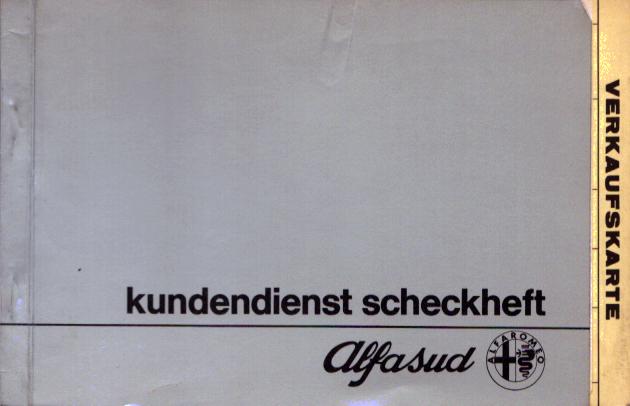 kundendienst scheckheft
alfasud
ALFA ROMEO
VERKAUFSKARTE